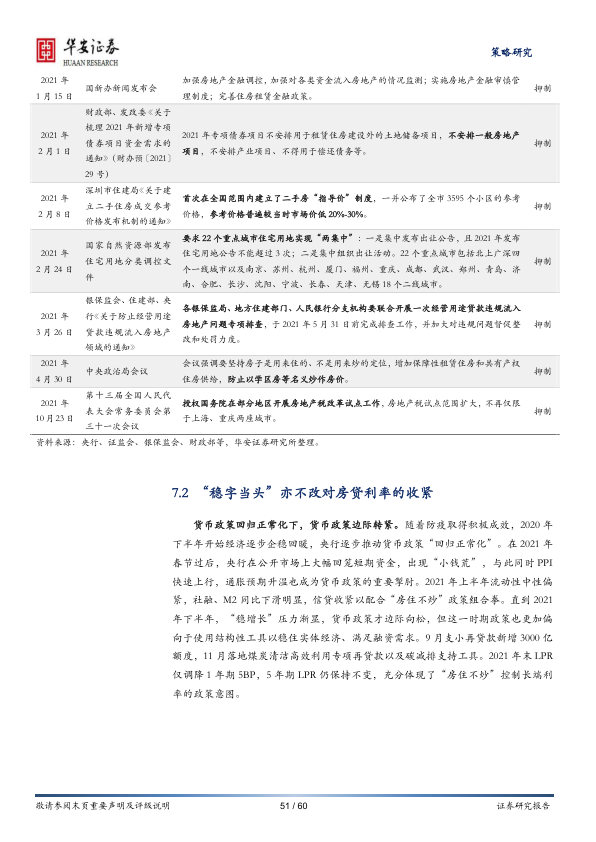 华安证券
HUAAN RESEARCH
策略研究
2021 年
1 月 15 日
国新办新闻发布会
加强房地产金融调控，加强对各类资金流入房地产的情况监测；实施房地产金融审慎管
理制度；完善住房租赁金融政策。
抑制
2021 年
2 月 1 日
财政部、发改委《关于
梳理 2021 年新增专项
债券项目资金需求的
通知》（财办预〔2021〕
29 号）
2021 年专项债券项目不安排用于租赁住房建设外的土地储备项目，不安排一般房地产
项目，不安排产业项目、不得用于偿还债务等。
抑制
2021 年
2 月 8 日
深圳市住建局《关于建
立二手住房成交参考
价格发布机制的通知》
首次在全国范围内建立了二手房“指导价”制度，一并公布了全市 3595 个小区的参考
价格，参考价格普遍较当时市场价低 20%-30%。
抑制
2021 年
2 月 24 日
国家自然资源部发布
住宅用地分类调控文
件
要求 22 个重点城市住宅用地实现“两集中”：一是集中发布出让公告，且 2021 年发布
住宅用地公告不能超过 3 次；二是集中组织出让活动。22 个重点城市包括北上广深四
个一线城市以及南京、苏州、杭州、厦门、福州、重庆、成都、武汉、郑州、青岛、济
南、合肥、长沙、沈阳、宁波、长春、天津、无锡 18 个二线城市。
抑制
2021 年
3 月 26 日
银保监会、住建部、央
行《关于防止经营用途
贷款违规流入房地产
领域的通知》
各银保监局、地方住建部门、人民银行分支机构要联合开展一次经营用途贷款违规流入
房地产问题专项排查，于 2021 年 5 月 31 日前完成排查工作，并加大对违规问题督促整
改和处罚力度。
抑制
2021 年
4 月 30 日
中央政治局会议
会议强调要坚持房子是用来住的、不是用来炒的定位，增加保障性租赁住房和共有产权
住房供给，防止以学区房等名义炒作房价。
抑制
2021 年
10 月 23 日
第十三届全国人民代
表大会常务委员会第
三十一次会议
授权国务院在部分地区开展房地产税改革试点工作，房地产税试点范围扩大，不再仅限
于上海、重庆两座城市。
抑制
资料来源：央行、证监会、银保监会、财政部等，华安证券研究所整理。
7.2 “稳字当头”亦不改对房贷利率的收紧
货币政策回归正常化下，货币政策边际转紧。随着防疫取得积极成效，2020 年
下半年开始经济逐步企稳回暖，央行逐步推动货币政策“回归正常化”。在 2021 年
春节过后，央行在公开市场上大幅回笼短期资金，出现“小钱荒”，与此同时 PPI
快速上行，通胀预期升温也成为货币政策的重要掣肘。2021 年上半年流动性中性偏
紧，社融、M2 同比下滑明显，信贷收紧以配合“房住不炒”政策组合拳。直到 2021
年下半年，“稳增长”压力渐显，货币政策才边际向松，但这一时期政策也更加偏
向于使用结构性工具以稳住实体经济、满足融资需求。9 月支小再贷款新增 3000 亿
额度，11 月落地煤炭清洁高效利用专项再贷款以及碳减排支持工具。2021 年末 LPR
仅调降 1 年期 5BP，5 年期 LPR 仍保持不变，充分体现了“房住不炒”控制长端利
率的政策意图。
敬请参阅末页重要声明及评级说明
51 / 60
证券研究报告